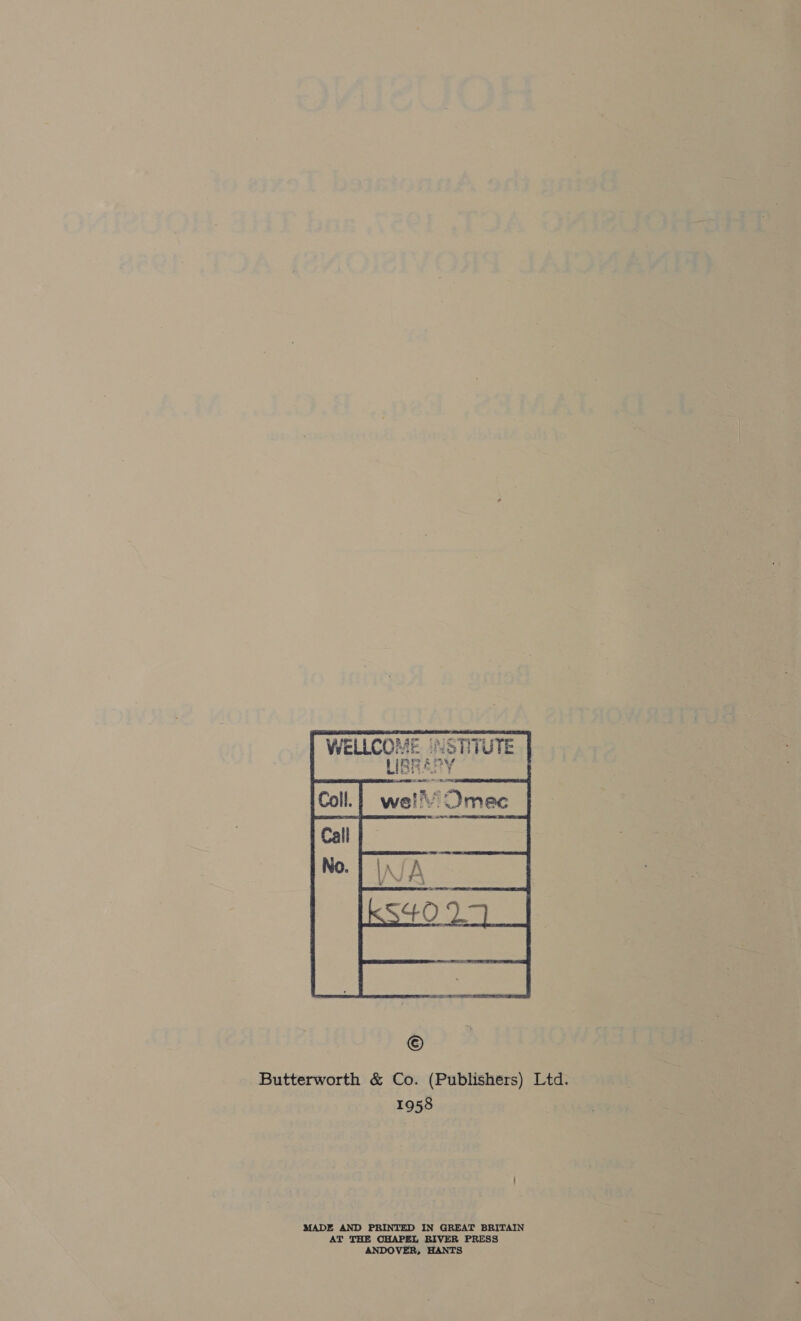 WELLCOME INSTITUTE
LIBRARY
Coll. welMOmec
Call
No. WA
KS4027
©
Butterworth & Co. (Publishers) Ltd.
1958
MADE AND PRINTED IN GREAT BRITAIN
AT THE CHAPEL RIVER PRESS
ANDOVER, HANTS